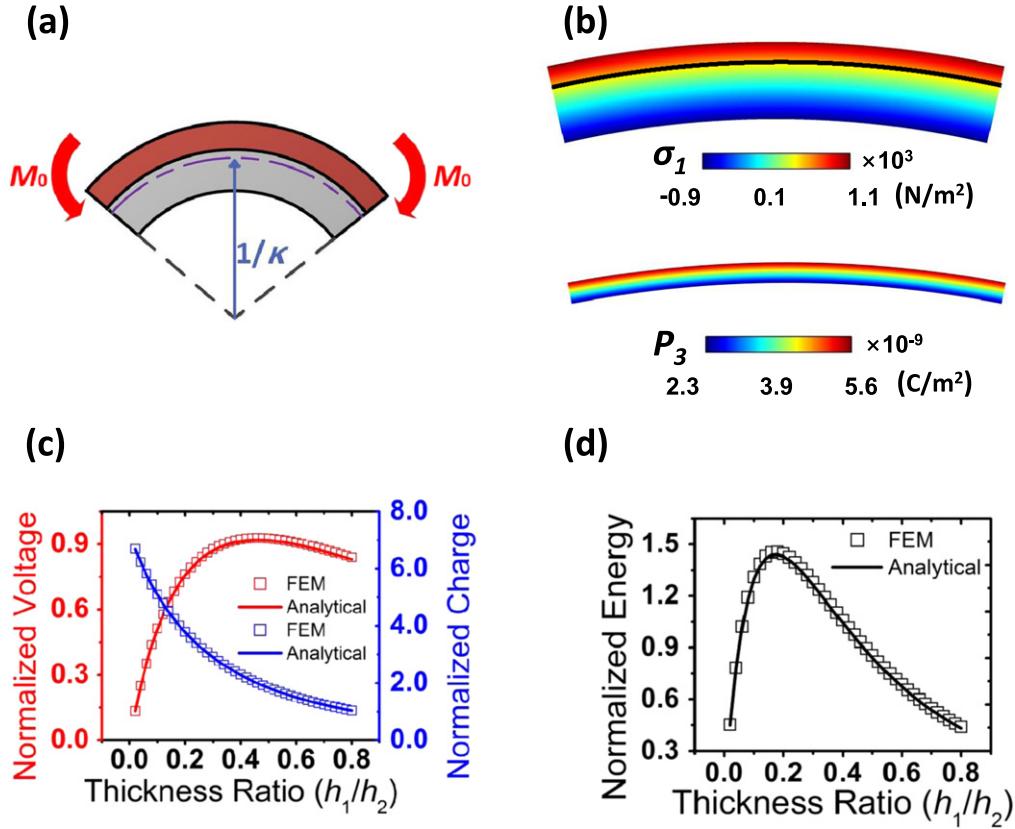 (a)
M₀
M₀
1/κ
(b)
σ₁
×10³
-0.9 0.1 1.1 (N/m²)
P₃
×10⁻⁹
2.3 3.9 5.6 (C/m²)
(c)
Normalized Voltage
0.9
0.6
0.3
0.0
8.0
6.0
4.0
2.0
0.0
Normalized Charge
FEM
Analytical
FEM
Analytical
0.0 0.2 0.4 0.6 0.8
Thickness Ratio (h₁/h₂)
(d)
Normalized Energy
1.5
1.2
0.9
0.6
0.3
FEM
Analytical
0.0 0.2 0.4 0.6 0.8
Thickness Ratio (h₁/h₂)